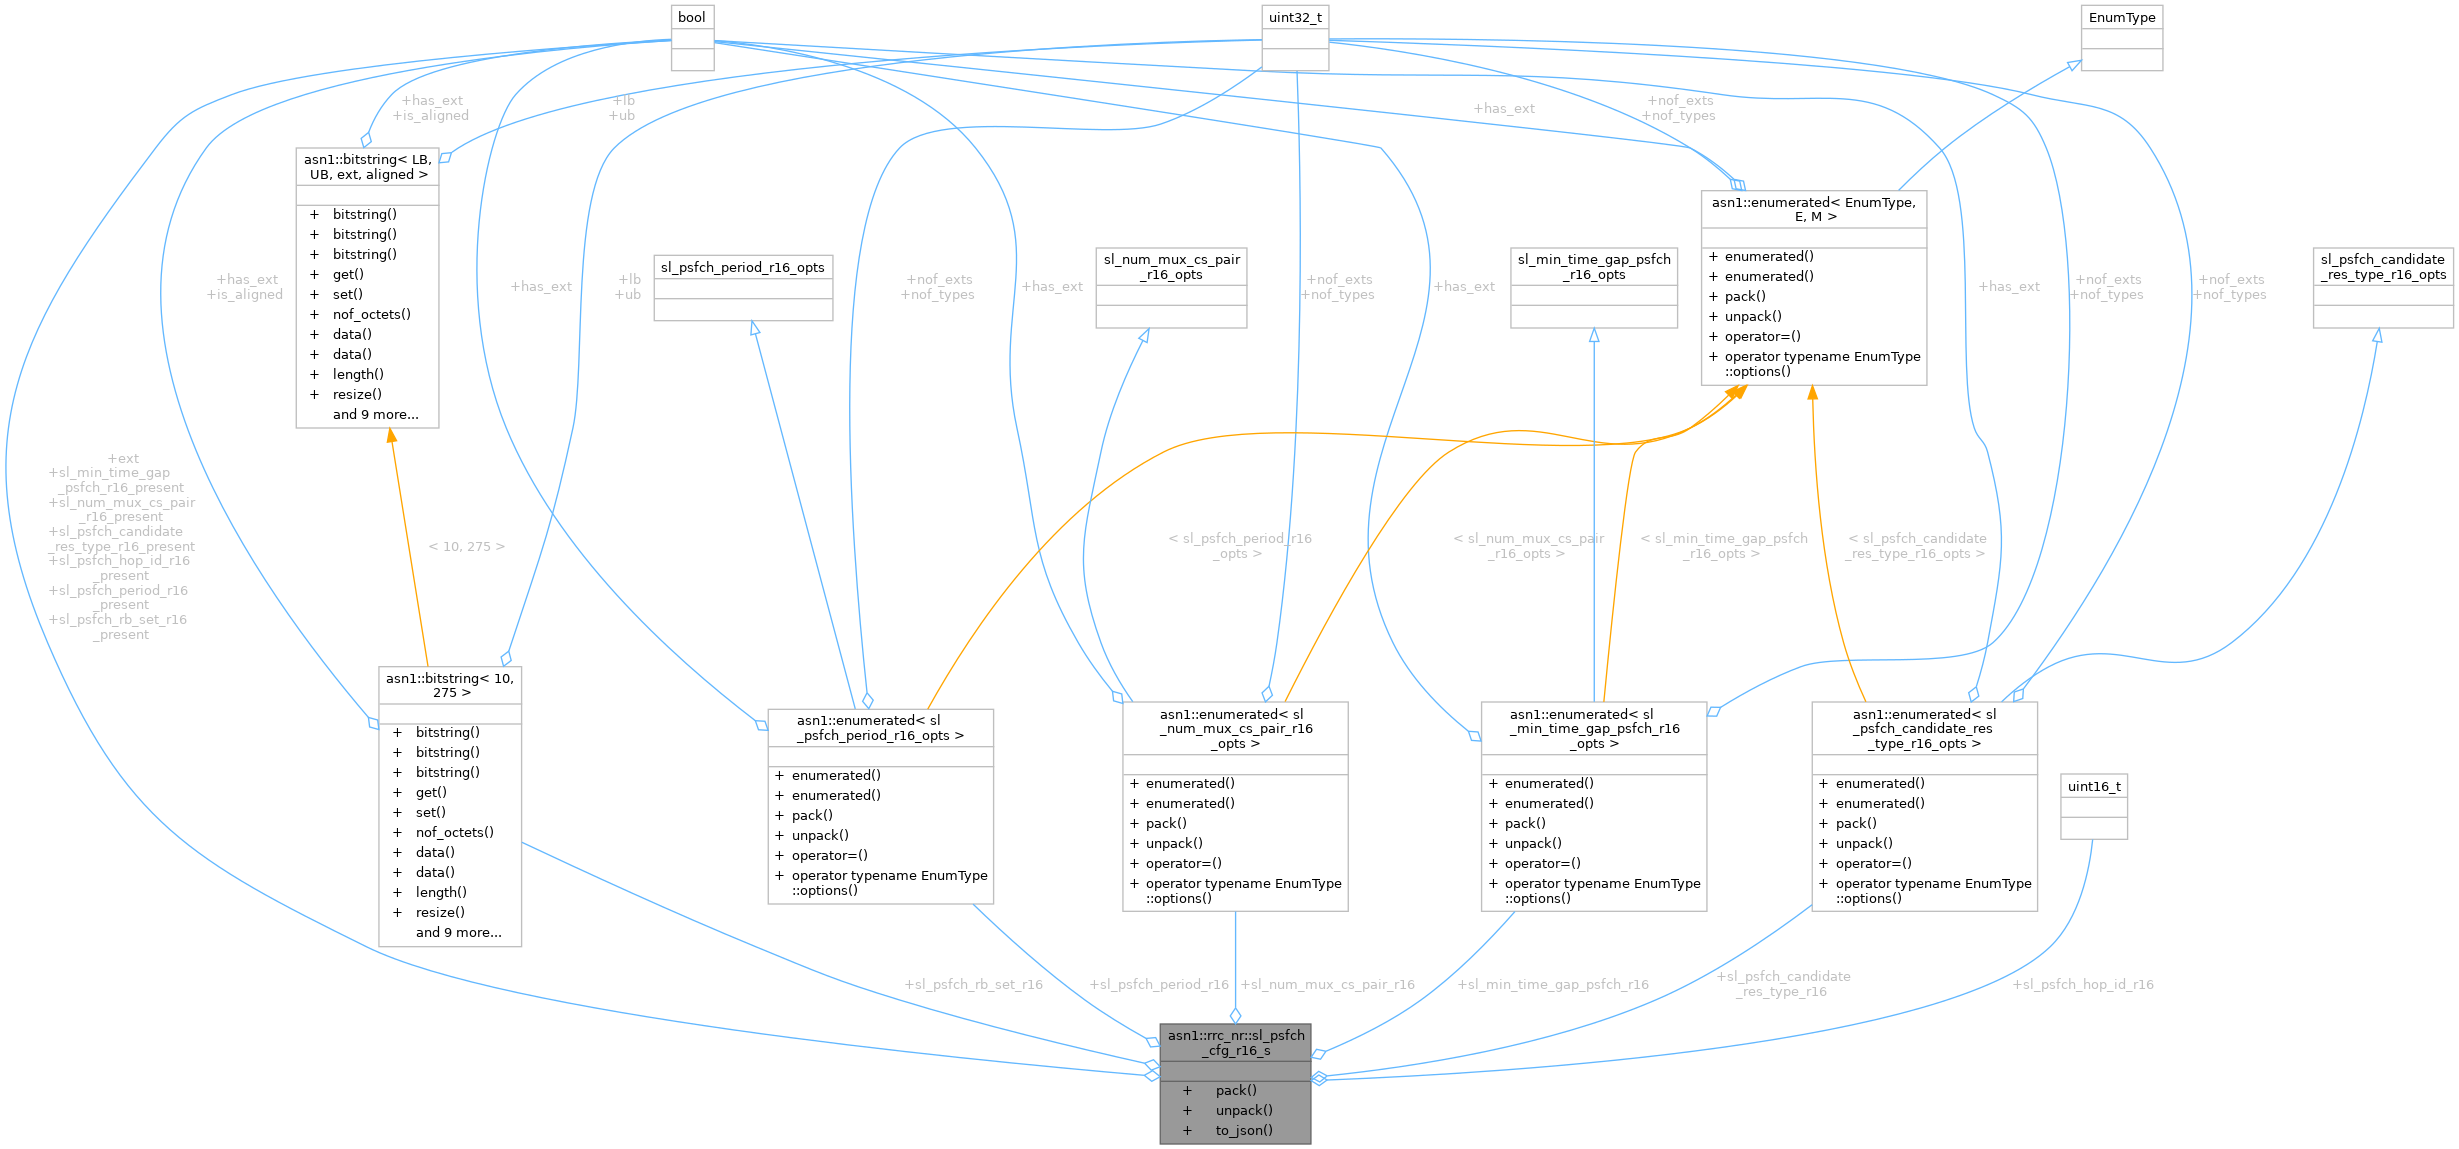 bool
uint32_t
EnumType
+has_ext
+is_aligned
+lb
+ub
+has_ext
+nof_exts
+nof_types
asn1::bitstring< LB,
UB, ext, aligned >
+ bitstring()
+ bitstring()
+ bitstring()
+ get()
+ set()
+ nof_octets()
+ data()
+ data()
+ length()
+ resize()
and 9 more...
asn1::enumerated< EnumType,
E, M >
+ enumerated()
+ enumerated()
+ pack()
+ unpack()
+ operator=()
+ operator typename EnumType
::options()
sl_psfch_period_r16_opts
sl_num_mux_cs_pair
_r16_opts
sl_min_time_gap_psfch
_r16_opts
sl_psfch_candidate
_res_type_r16_opts
+has_ext
+is_aligned
+has_ext
+lb
+ub
+nof_exts
+nof_types
+has_ext
+nof_exts
+nof_types
+has_ext
+has_ext
+nof_exts
+nof_types
+nof_exts
+nof_types
+ext
+sl_min_time_gap
_psfch_r16_present
+sl_num_mux_cs_pair
_r16_present
+sl_psfch_candidate
_res_type_r16_present
+sl_psfch_hop_id_r16
_present
+sl_psfch_period_r16
_present
+sl_psfch_rb_set_r16
_present
< 10, 275 >
< sl_psfch_period_r16
_opts >
< sl_num_mux_cs_pair
_r16_opts >
< sl_min_time_gap_psfch
_r16_opts >
< sl_psfch_candidate
_res_type_r16_opts >
asn1::bitstring< 10,
275 >
+ bitstring()
+ bitstring()
+ bitstring()
+ get()
+ set()
+ nof_octets()
+ data()
+ data()
+ length()
+ resize()
and 9 more...
asn1::enumerated< sl
_psfch_period_r16_opts >
+ enumerated()
+ enumerated()
+ pack()
+ unpack()
+ operator=()
+ operator typename EnumType
::options()
asn1::enumerated< sl
_num_mux_cs_pair_r16
_opts >
+ enumerated()
+ enumerated()
+ pack()
+ unpack()
+ operator=()
+ operator typename EnumType
::options()
asn1::enumerated< sl
_min_time_gap_psfch_r16
_opts >
+ enumerated()
+ enumerated()
+ pack()
+ unpack()
+ operator=()
+ operator typename EnumType
::options()
asn1::enumerated< sl
_psfch_candidate_res
_type_r16_opts >
+ enumerated()
+ enumerated()
+ pack()
+ unpack()
+ operator=()
+ operator typename EnumType
::options()
uint16_t
+sl_psfch_rb_set_r16
+sl_psfch_period_r16
+sl_num_mux_cs_pair_r16
+sl_min_time_gap_psfch_r16
+sl_psfch_candidate
_res_type_r16
+sl_psfch_hop_id_r16
asn1::rrc_nr::sl_psfch
_cfg_r16_s
+ pack()
+ unpack()
+ to_json()